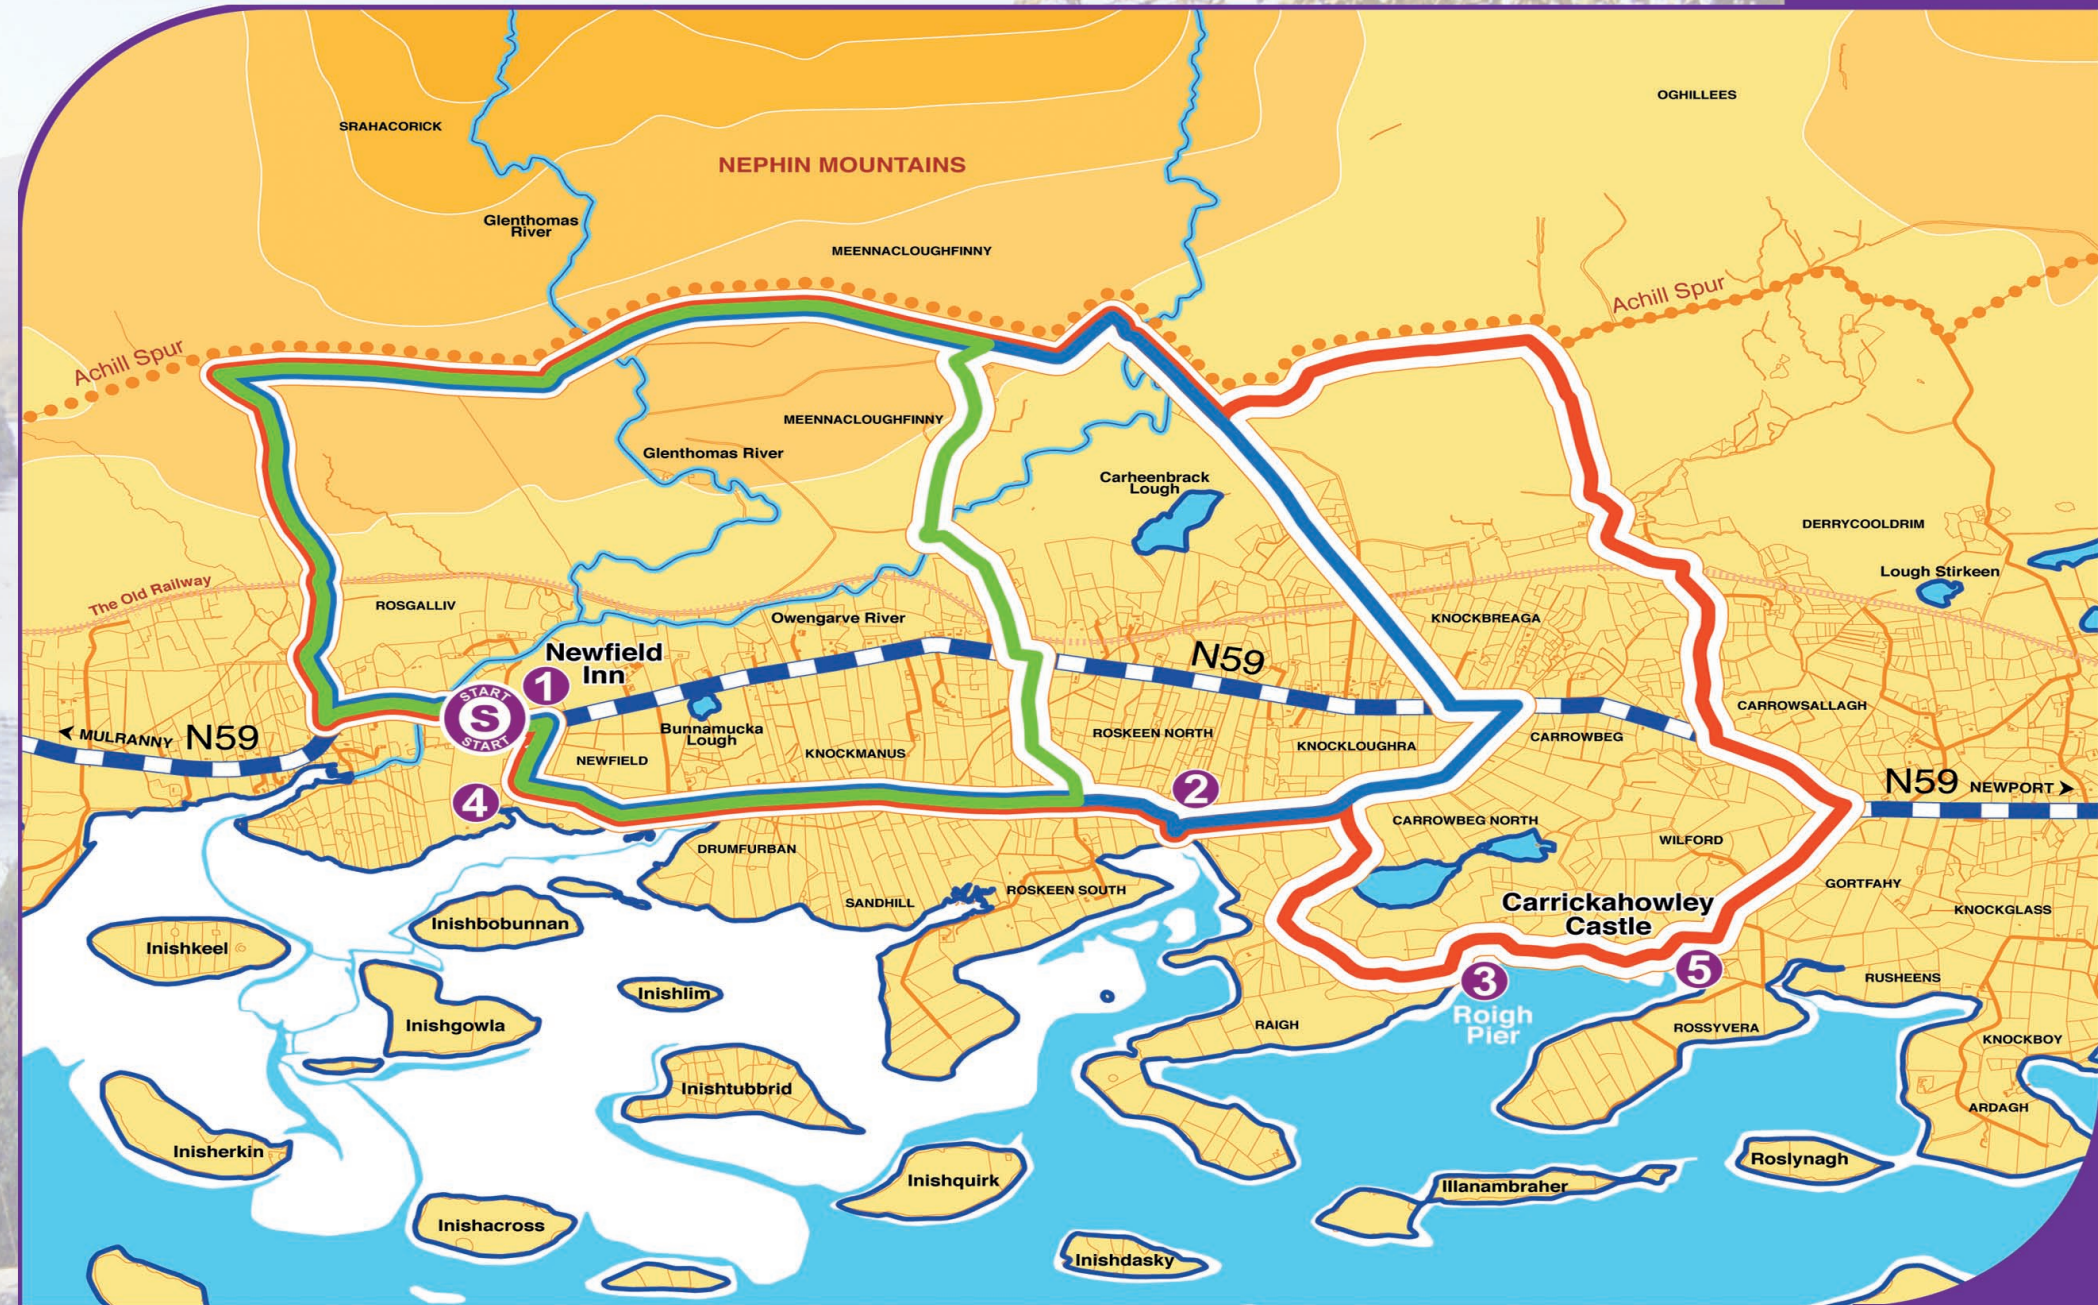 OGHILLEES
SRAHACORICK
NEPHIN MOUNTAINS
Glenthomas
River
MEENNACLOUGHFINNY
Achill Spur
Achill Spur
MEENNACLOUGHFINNY
Glenthomas River
Carheenbrack
Lough
DERRYCOOLDRIM
Lough Stirkeen
The Old Railway
ROSGALLIV
Owengarve River
KNOCKBREAGA
Newfield
Inn
1
N59
START
S
START
CARROWSALLAGH
Bunnamucka
Lough
ROSKEEN NORTH
KNOCKLOUGHRA
CARROWBEG
MULRANNY N59
KNOCKMANUS
NEWFIELD
N59 NEWPORT
2
4
CARROWBEG NORTH
WILFORD
DRUMFURBAN
GORTFAHY
ROSKEEN SOUTH
SANDHILL
Carrickahowley
Castle
KNOCKGLASS
Inishbobunnan
Inishkeel
5
3
RUSHEENS
Inishlim
Roigh
Pier
Inishgowla
RAIGH
ROSSYVERA
KNOCKBOY
Inishtubbrid
ARDAGH
Inisherkin
Roslynagh
Inishquirk
Illanambraher
Inishacross
Inishdasky